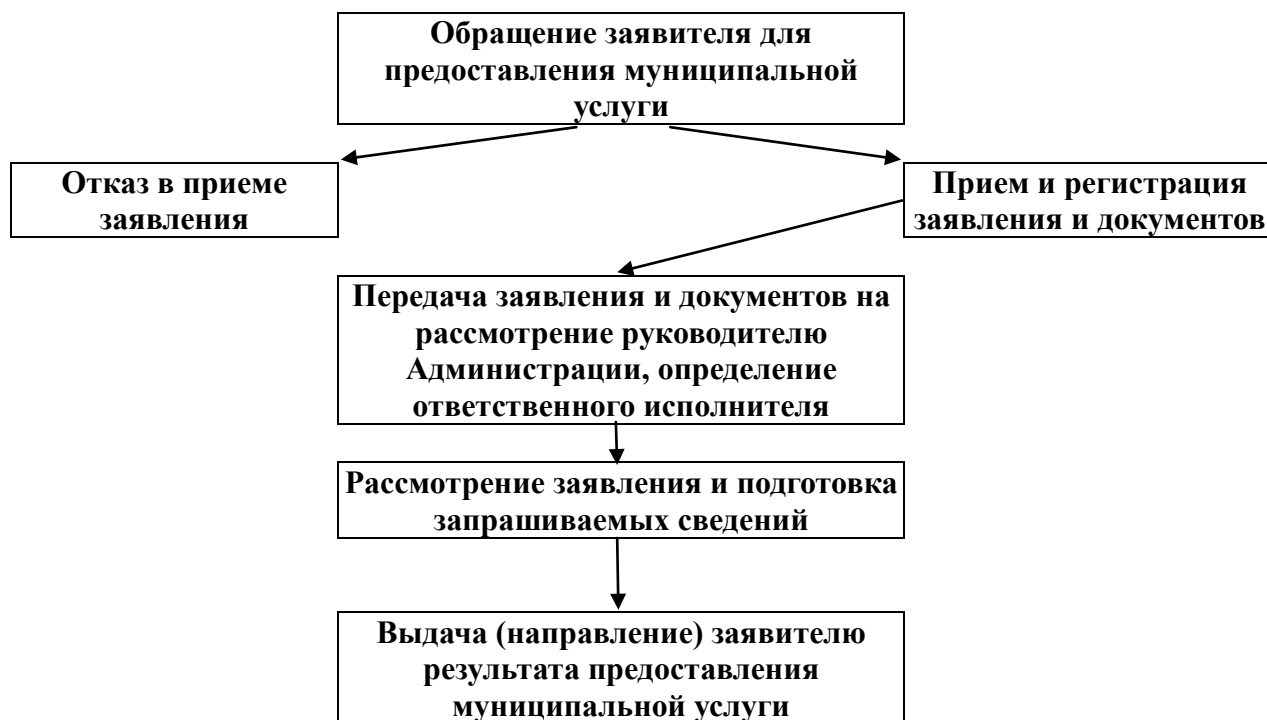 Обращение заявителя для
предоставления муниципальной
услуги
Отказ в приеме
заявления
Прием и регистрация
заявления и документов
Передача заявления и документов на
рассмотрение руководителю
Администрации, определение
ответственного исполнителя
Рассмотрение заявления и подготовка
запрашиваемых сведений
Выдача (направление) заявителю
результата предоставления
муниципальной услуги